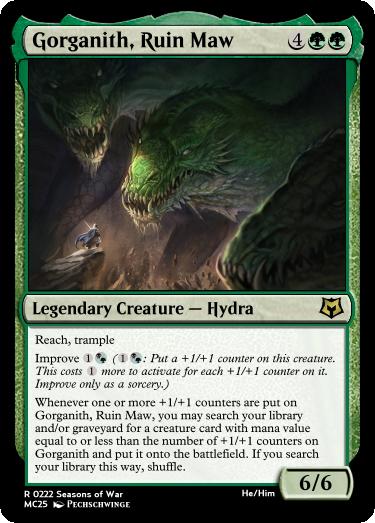 Gorganith, Ruin Maw 4
Legendary Creature — Hydra
Reach, trample
Improve 1 (1: Put a +1/+1 counter on this creature.
This costs 1 more to activate for each +1/+1 counter on it.
Improve only as a sorcery.)
Whenever one or more +1/+1 counters are put on
Gorganith, Ruin Maw, you may search your library
and/or graveyard for a creature card with mana value
equal to or less than the number of +1/+1 counters on
Gorganith and put it onto the battlefield. If you search
your library this way, shuffle.
6/6
R 0222 Seasons of War He/Him
MC25 Pechschwinge